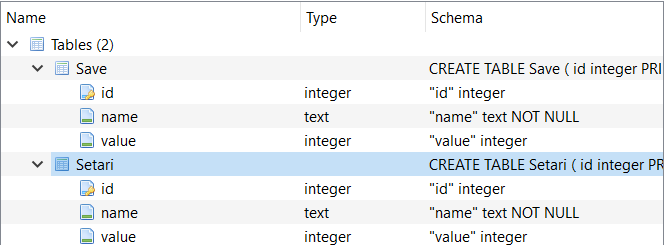 Name Type Schema
Tables (2)
Save CREATE TABLE Save ( id integer PRI
id integer "id" integer
name text "name" text NOT NULL
value integer "value" integer
Setari CREATE TABLE Setari ( id integer PR
id integer "id" integer
name text "name" text NOT NULL
value integer "value" integer